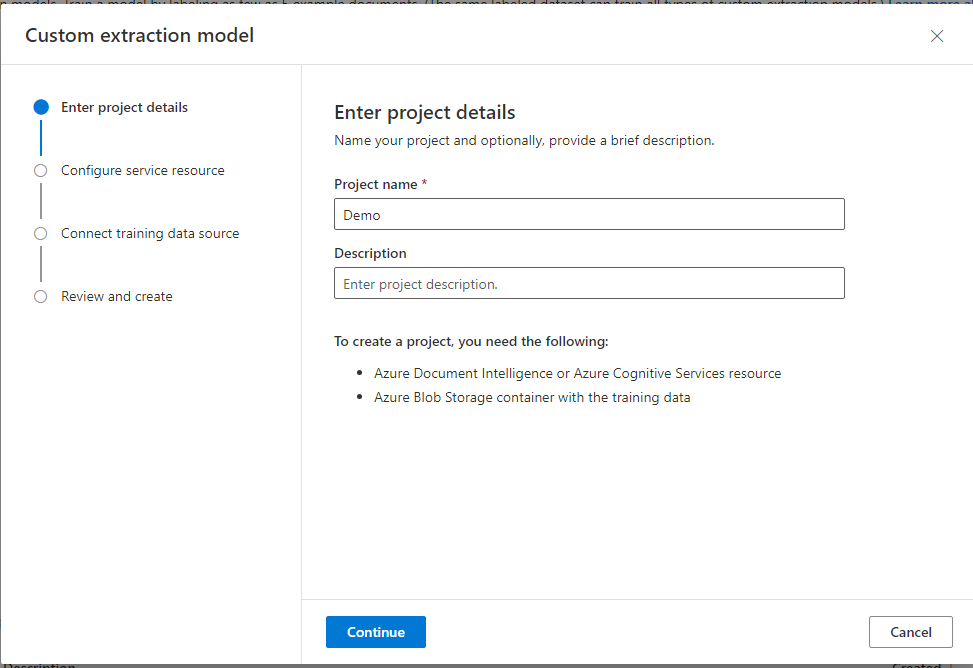 models. Train a model by labeling as few as 5 example documents. (The same labeled dataset can train all types of custom extraction models.) Learn more
Custom extraction model
Enter project details
Configure service resource
Connect training data source
Review and create
Enter project details
Name your project and optionally, provide a brief description.
Project name *
Demo
Description
Enter project description.
To create a project, you need the following:
• Azure Document Intelligence or Azure Cognitive Services resource
• Azure Blob Storage container with the training data
Continue
Cancel
Description
Created